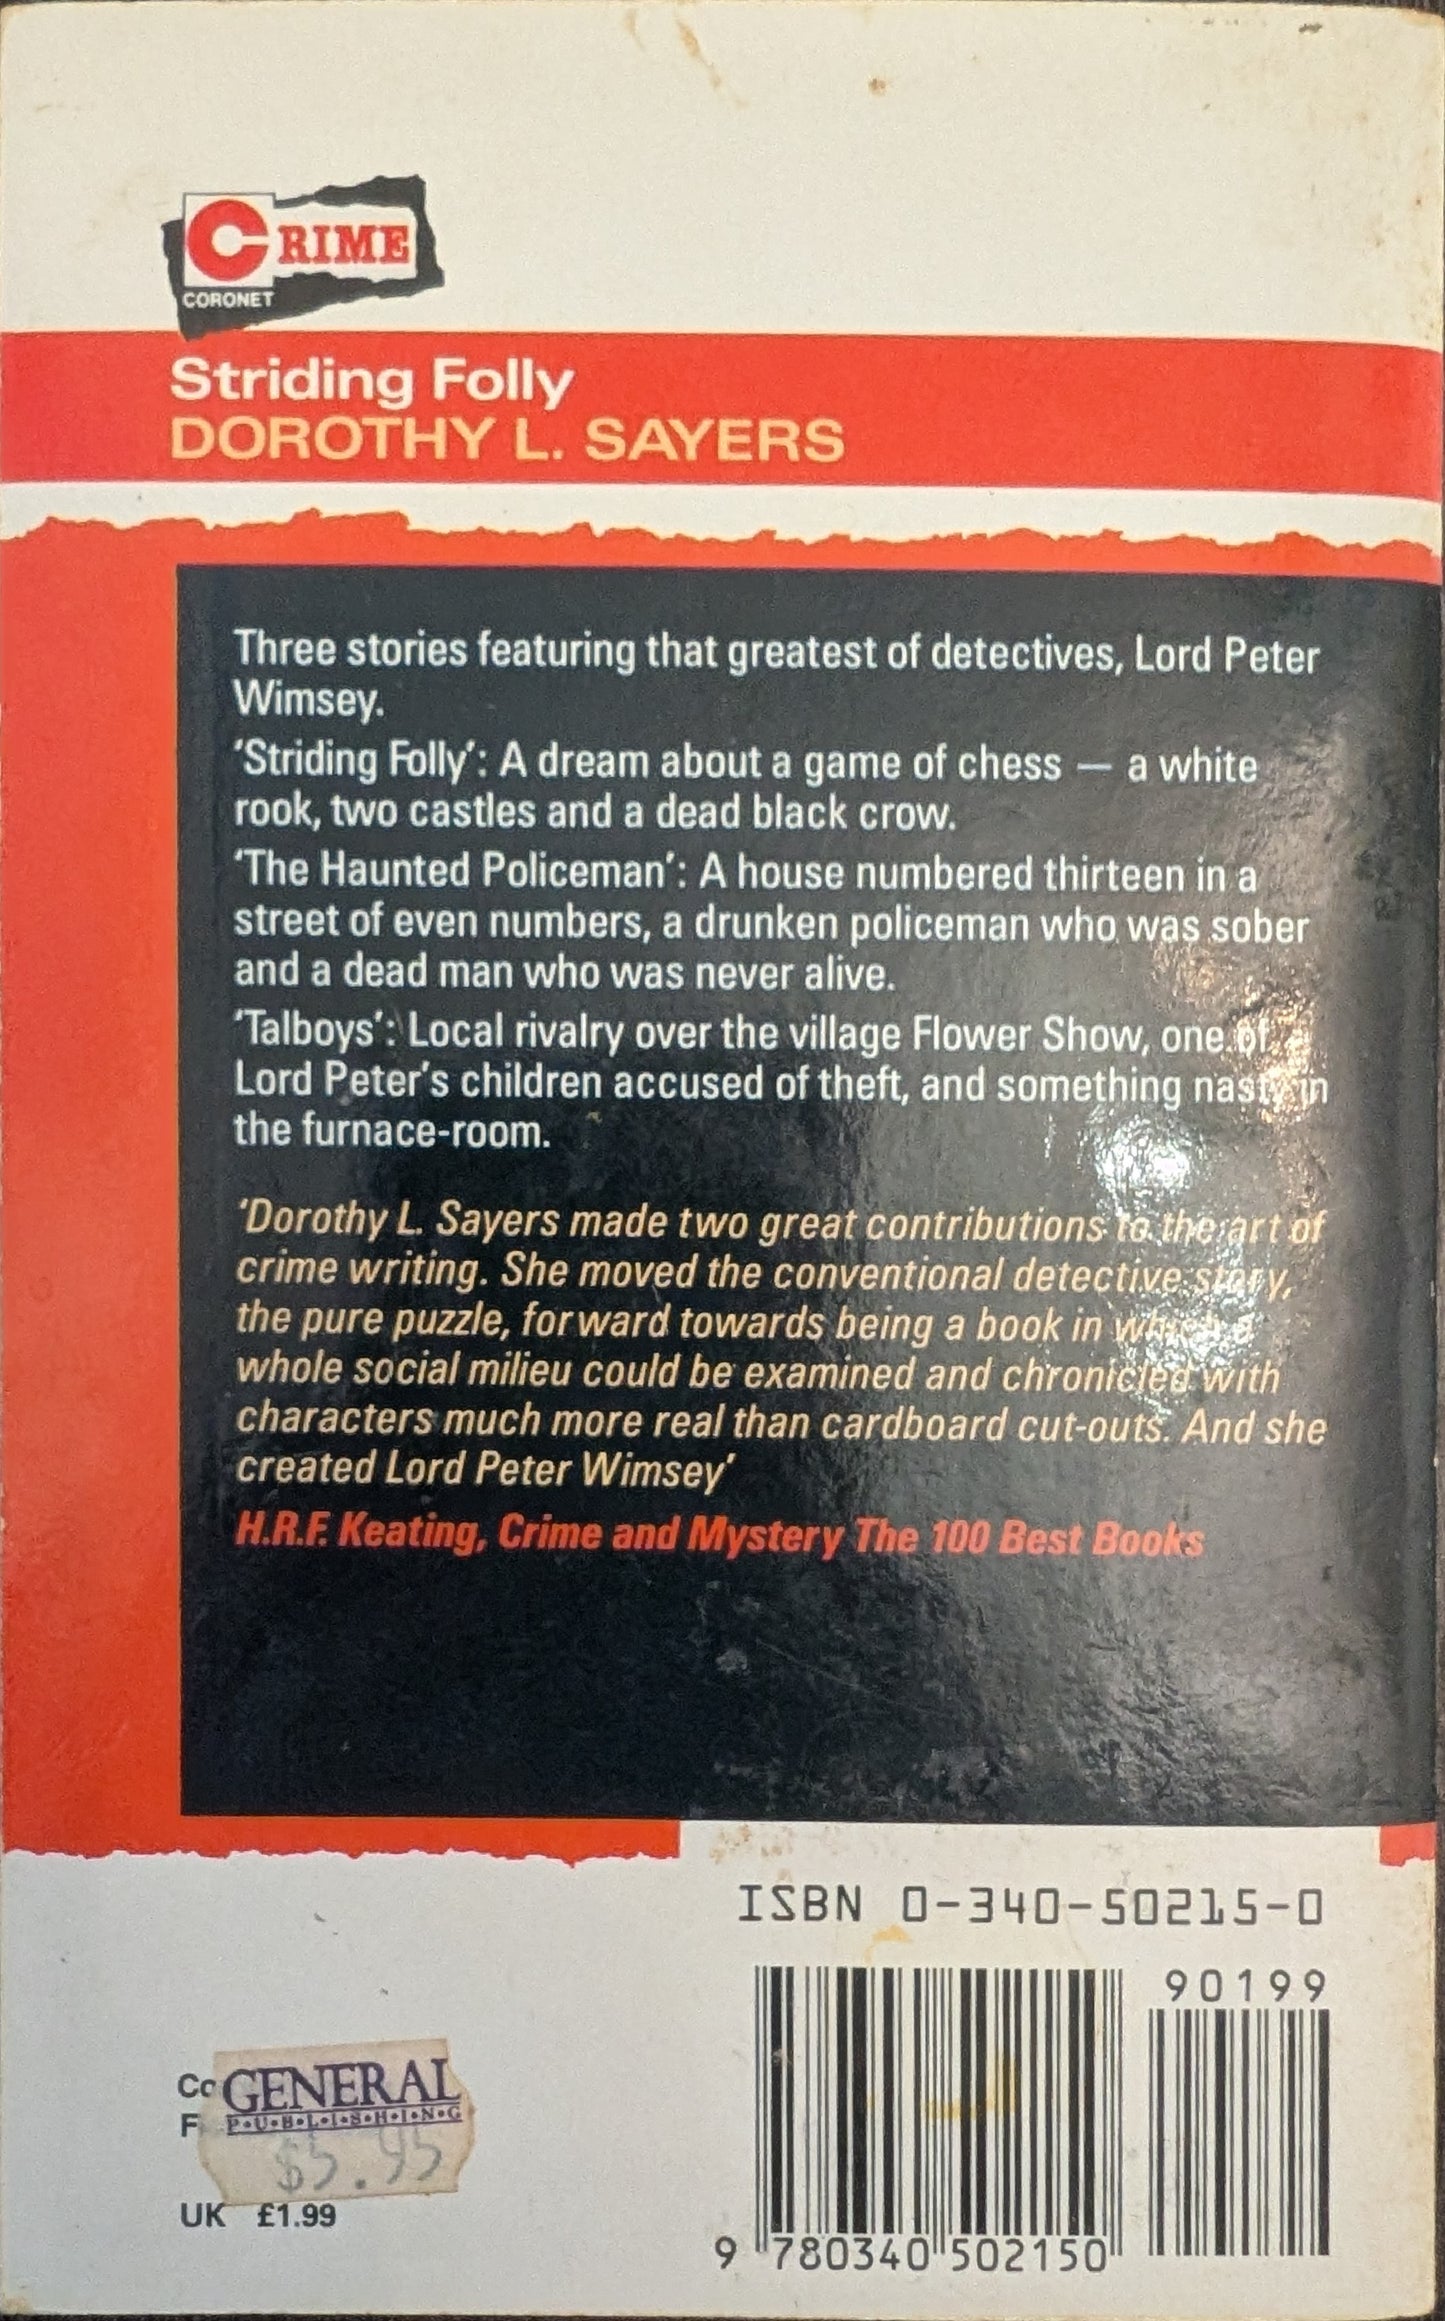 CRIME
CORONET
Striding Folly
DOROTHY L. SAYERS
Three stories featuring that greatest of detectives, Lord Peter
Wimsey.
‘Striding Folly’: A dream about a game of chess — a white
rook, two castles and a dead black crow.
‘The Haunted Policeman’: A house numbered thirteen in a
street of even numbers, a drunken policeman who was sober
and a dead man who was never alive.
‘Talboys’: Local rivalry over the village Flower Show, one of
Lord Peter’s children accused of theft, and something nasty in
the furnace-room.
‘Dorothy L. Sayers made two great contributions to the art of
crime writing. She moved the conventional detective story,
the pure puzzle, forward towards being a book in which a
whole social milieu could be examined and chronicled with
characters much more real than cardboard cut-outs. And she
created Lord Peter Wimsey’
H.R.F. Keating, Crime and Mystery The 100 Best Books
ISBN 0-340-50215-0
90199
GENERAL
P•U•B•L•I•S•H•I•N•G
$5.95
UK £1.99
9 780340 502150